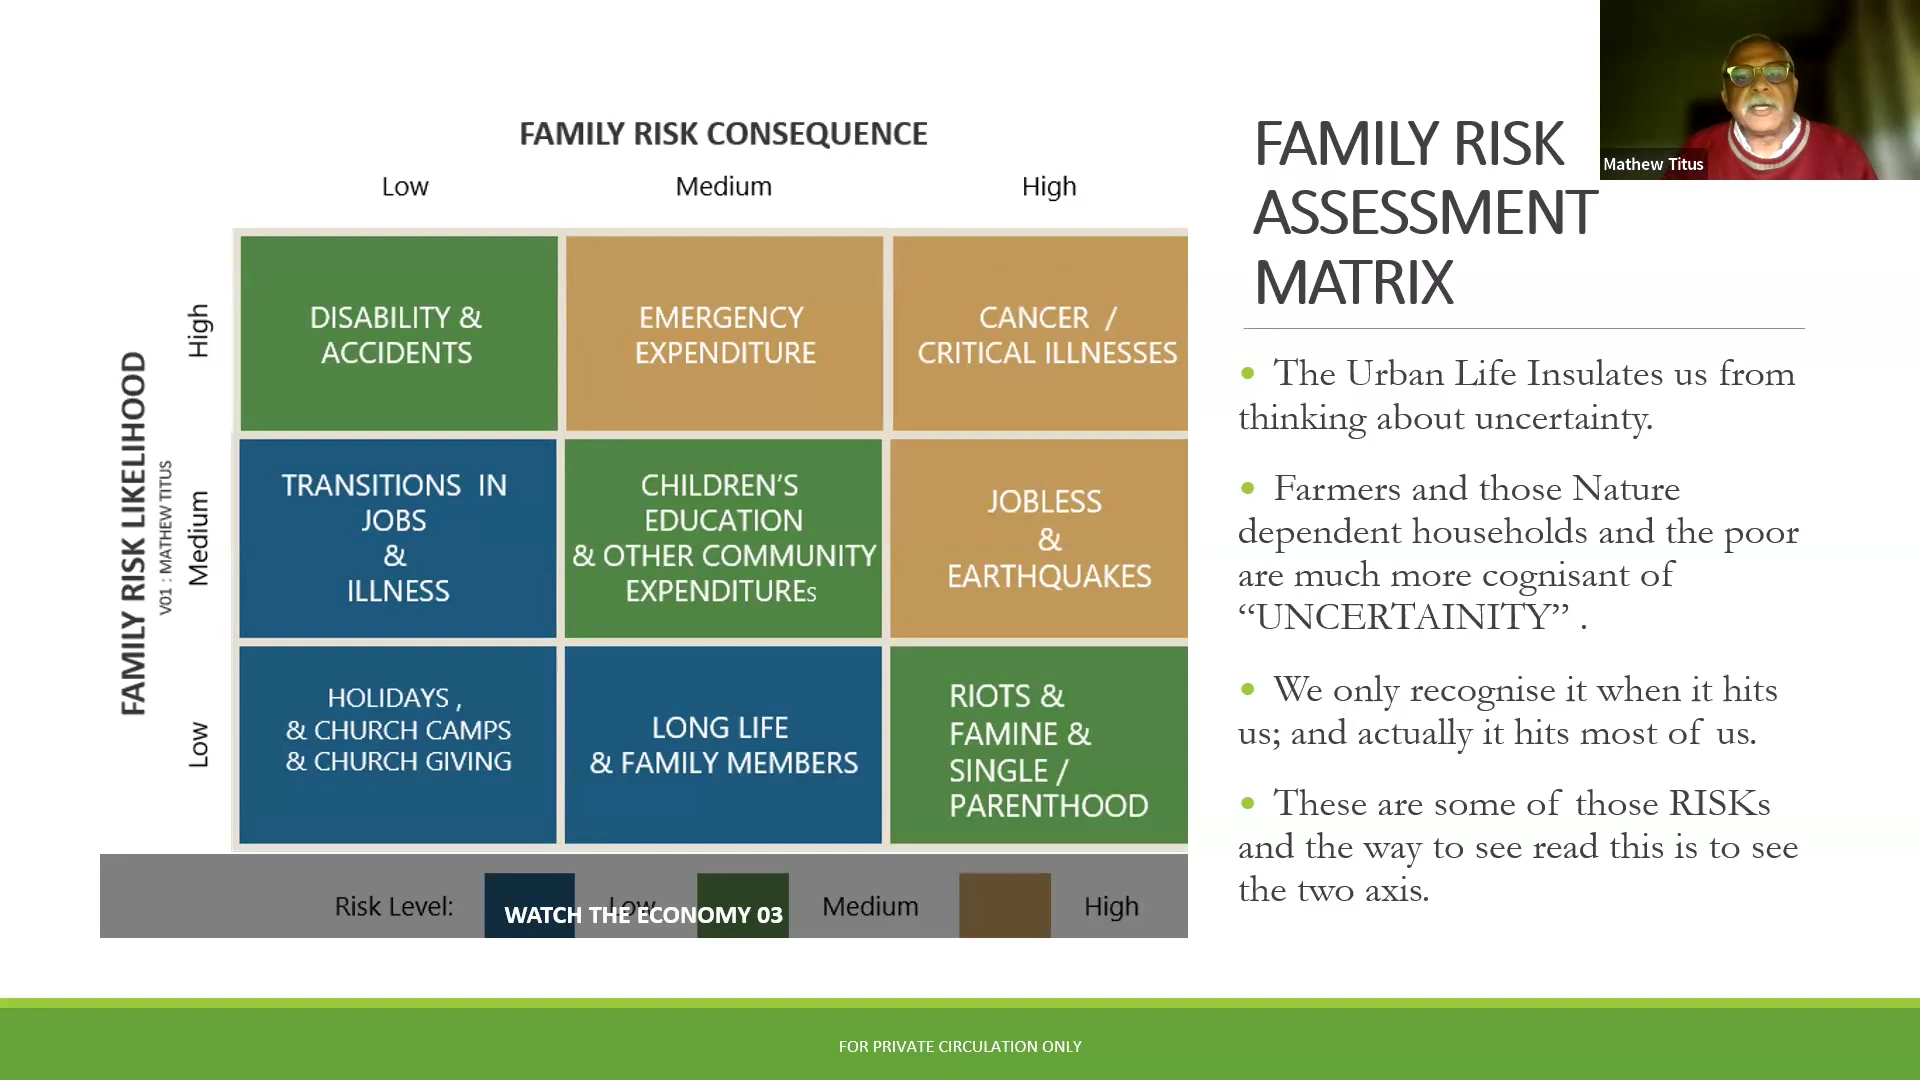 FAMILY RISK CONSEQUENCE
Low
Medium
High
FAMILY RISK LIKELIHOOD
V01 : MATHEW TITUS
High
DISABILITY &
ACCIDENTS
EMERGENCY
EXPENDITURE
CANCER /
CRITICAL ILLNESSES
Medium
TRANSITIONS IN
JOBS
&
ILLNESS
CHILDREN'S
EDUCATION
& OTHER COMMUNITY
EXPENDITUREs
JOBLESS
&
EARTHQUAKES
Low
HOLIDAYS ,
& CHURCH CAMPS
& CHURCH GIVING
LONG LIFE
& FAMILY MEMBERS
RIOTS &
FAMINE &
SINGLE /
PARENTHOOD
Risk Level:
Low
Medium
High
WATCH THE ECONOMY 03
FAMILY RISK
ASSESSMENT
MATRIX
• The Urban Life Insulates us from
thinking about uncertainty.
• Farmers and those Nature
dependent households and the poor
are much more cognisant of
“UNCERTAINITY” .
• We only recognise it when it hits
us; and actually it hits most of us.
• These are some of those RISKs
and the way to see read this is to see
the two axis.
Mathew Titus
FOR PRIVATE CIRCULATION ONLY